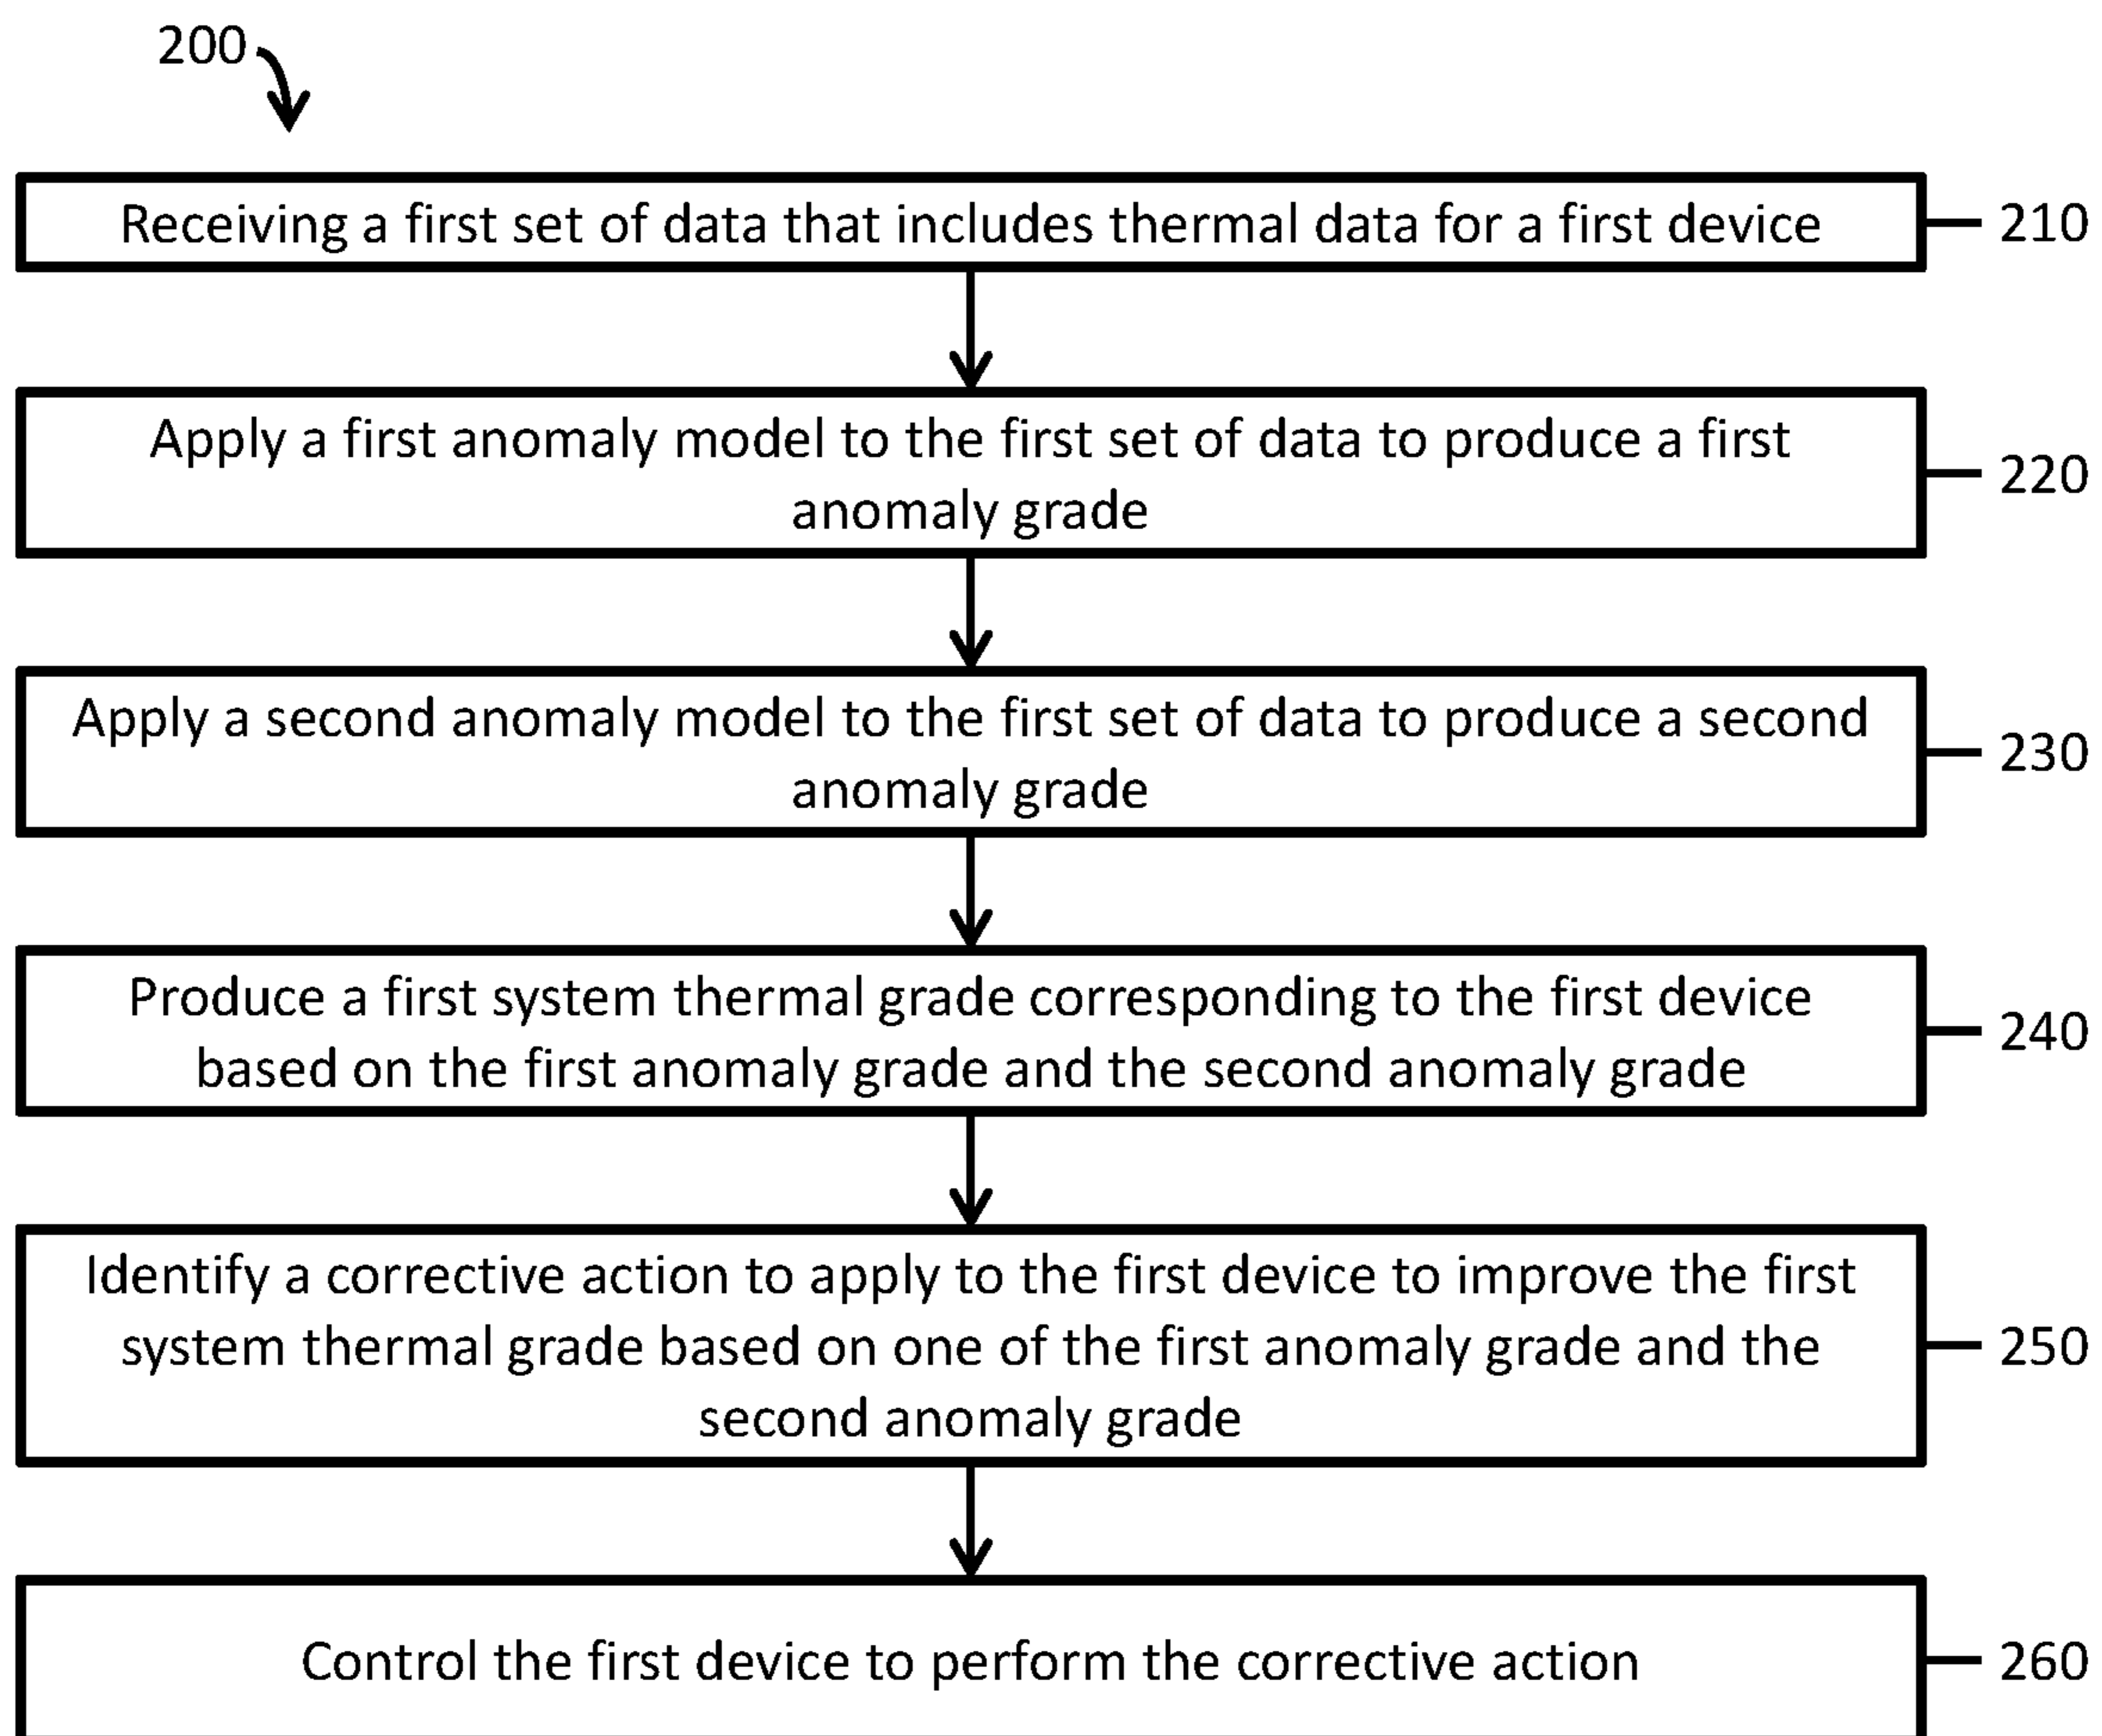 200
Receiving a first set of data that includes thermal data for a first device
210
Apply a first anomaly model to the first set of data to produce a first
anomaly grade
220
Apply a second anomaly model to the first set of data to produce a second
anomaly grade
230
Produce a first system thermal grade corresponding to the first device
based on the first anomaly grade and the second anomaly grade
240
Identify a corrective action to apply to the first device to improve the first
system thermal grade based on one of the first anomaly grade and the
second anomaly grade
250
Control the first device to perform the corrective action
260